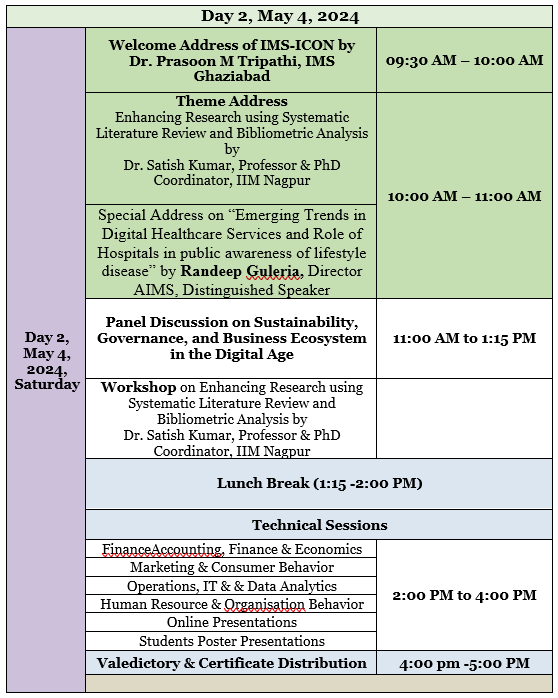 Day 2, May 4, 2024
Day 2,
May 4,
2024,
Saturday
Welcome Address of IMS-ICON by
Dr. Prasoon M Tripathi, IMS
Ghaziabad
09:30 AM – 10:00 AM
Theme Address
Enhancing Research using Systematic
Literature Review and Bibliometric Analysis
by
Dr. Satish Kumar, Professor & PhD
Coordinator, IIM Nagpur
10:00 AM – 11:00 AM
Special Address on “Emerging Trends in
Digital Healthcare Services and Role of
Hospitals in public awareness of lifestyle
disease” by Randeep Guleria, Director
AIMS, Distinguished Speaker
Panel Discussion on Sustainability,
Governance, and Business Ecosystem
in the Digital Age
11:00 AM to 1:15 PM
Workshop on Enhancing Research using
Systematic Literature Review and
Bibliometric Analysis by
Dr. Satish Kumar, Professor & PhD
Coordinator, IIM Nagpur
Lunch Break (1:15 -2:00 PM)
Technical Sessions
FinanceAccounting, Finance & Economics
Marketing & Consumer Behavior
Operations, IT & & Data Analytics
Human Resource & Organisation Behavior
Online Presentations
Students Poster Presentations
2:00 PM to 4:00 PM
Valedictory & Certificate Distribution
4:00 pm -5:00 PM